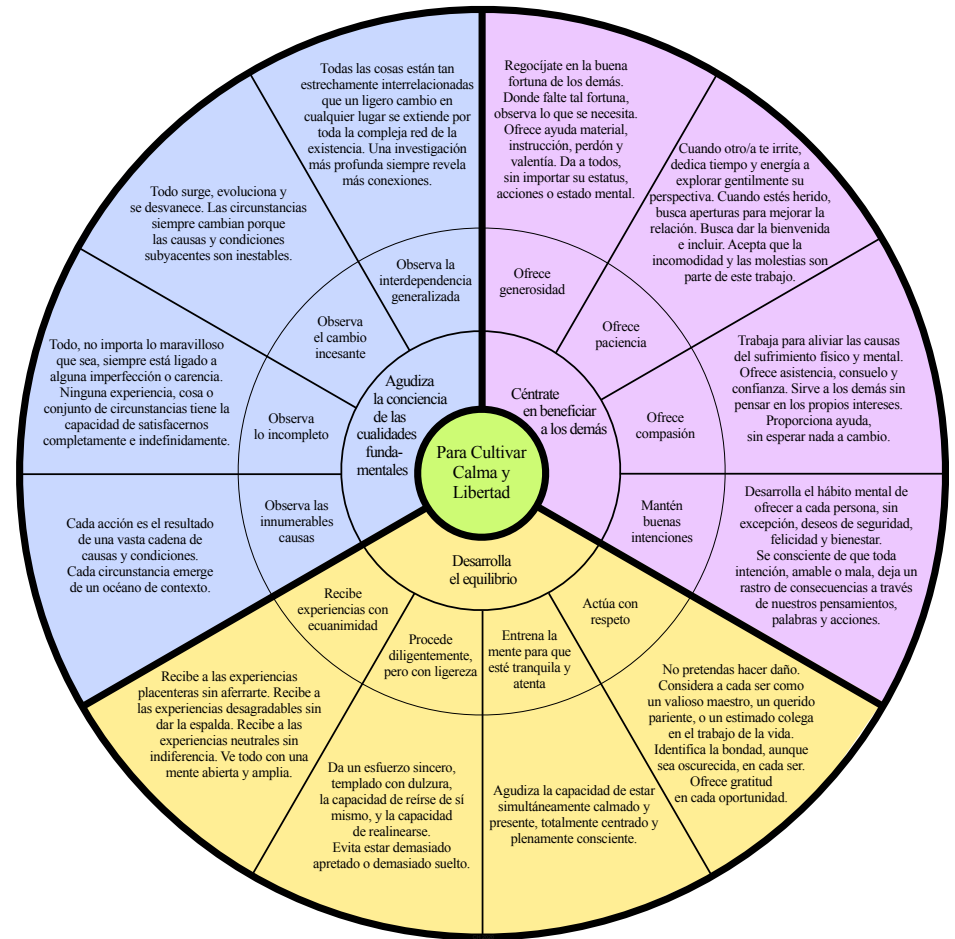 Para Cultivar
Calma y
Libertad
Céntrate
en beneficiar
a los demás
Ofrece
generosidad
Regocíjate en la buena
fortuna de los demás.
Donde falte tal fortuna,
observa lo que se necesita.
Ofrece ayuda material,
instrucción, perdón y
valentía. Da a todos,
sin importar su estatus,
acciones o estado mental.
Ofrece
paciencia
Cuando otro/a te irrite,
dedica tiempo y energía a
explorar gentilmente su
perspectiva. Cuando estés herido,
busca aperturas para mejorar la
relación. Busca dar la bienvenida
e incluir. Acepta que la
incomodidad y las molestias son
parte de este trabajo.
Ofrece
compasión
Trabaja para aliviar las causas
del sufrimiento físico y mental.
Ofrece asistencia, consuelo y
confianza. Sirve a los demás sin
pensar en los propios intereses.
Proporciona ayuda,
sin esperar nada a cambio.
Mantén
buenas
intenciones
Desarrolla el hábito mental de
ofrecer a cada persona, sin
excepción, deseos de seguridad,
felicidad y bienestar.
Se consciente de que toda
intención, amable o mala, deja un
rastro de consecuencias a través
de nuestros pensamientos,
palabras y acciones.
Desarrolla
el equilibrio
Actúa con
respeto
No pretendas hacer daño.
Considera a cada ser como
un valioso maestro, un querido
pariente, o un estimado colega
en el trabajo de la vida.
Identifica la bondad, aunque
sea oscurecida, en cada ser.
Ofrece gratitud
en cada oportunidad.
Entrena la
mente para que
esté tranquila y
atenta
Agudiza la capacidad de estar
simultáneamente calmado y
presente, totalmente centrado y
plenamente consciente.
Procede
diligentemente,
pero con ligereza
Da un esfuerzo sincero,
templado con dulzura,
la capacidad de reírse de sí
mismo, y la capacidad
de realinearse.
Evita estar demasiado
apretado o demasiado suelto.
Recibe
experiencias con
ecuanimidad
Recibe a las experiencias
placenteras sin aferrarte. Recibe a
las experiencias desagradables sin
dar la espalda. Recibe a las
experiencias neutrales sin
indiferencia. Ve todo con una
mente abierta y amplia.
Agudiza
la conciencia
de las
cualidades
funda-
mentales
Observa las
innumerables
causas
Cada acción es el resultado
de una vasta cadena de
causas y condiciones.
Cada circunstancia emerge
de un océano de contexto.
Observa
lo incompleto
Todo, no importa lo maravilloso
que sea, siempre está ligado a
alguna imperfección o carencia.
Ninguna experiencia, cosa o
conjunto de circunstancias tiene la
capacidad de satisfacernos
completamente e indefinidamente.
Observa
el cambio
incesante
Todo surge, evoluciona y
se desvanece. Las circunstancias
siempre cambian porque
las causas y condiciones
subyacentes son inestables.
Observa la
interdependencia
generalizada
Todas las cosas están tan
estrechamente interrelacionadas
que un ligero cambio en
cualquier lugar se extiende por
toda la compleja red de la
existencia. Una investigación
más profunda siempre revela
más conexiones.